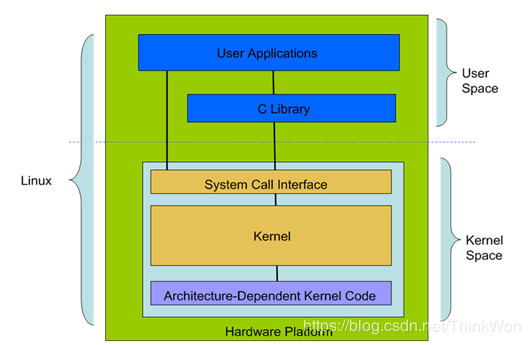 User Applications
User
Space
C Library
Linux
System Call Interface
Kernel
Kernel
Space
Architecture-Dependent Kernel Code
https://blog.csdn.net/ThinkWon
Hardware Platform